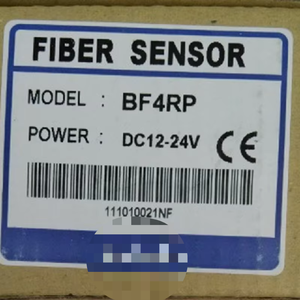 FIBER SENSOR
MODEL : BF4RP
POWER : DC12-24V CE
111010021NF